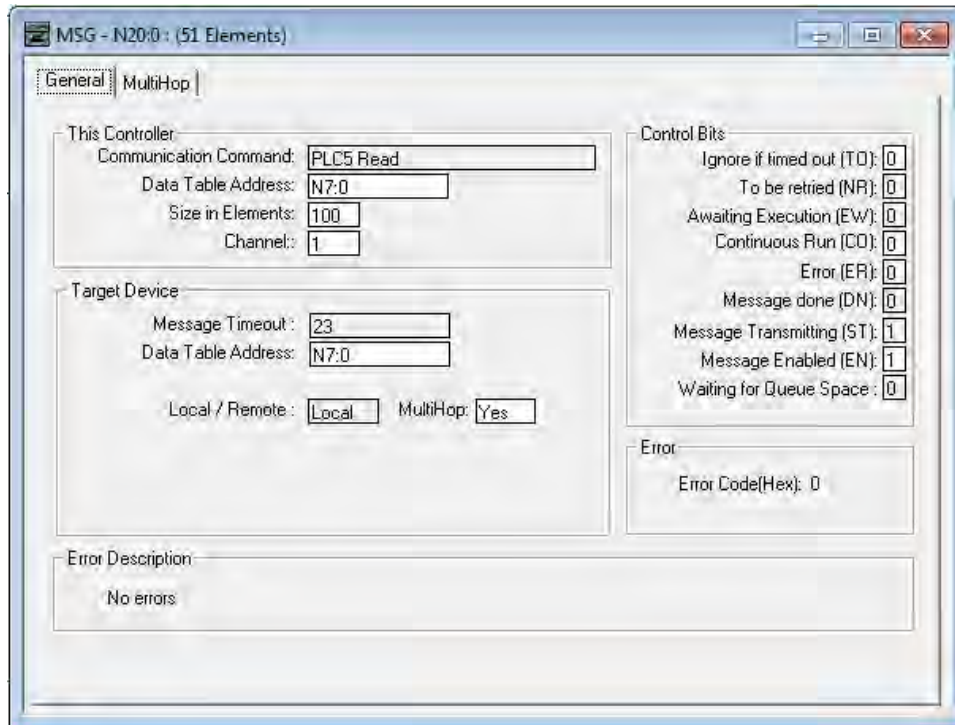 MSG - N20:0 : (51 Elements)
General MultiHop
This Controller
Communication Command: PLC5 Read
Data Table Address: N7:0
Size in Elements: 100
Channel:: 1
Target Device
Message Timeout : 23
Data Table Address: N7:0
Local / Remote : Local MultiHop: Yes
Control Bits
Ignore if timed out (TO): 0
To be retried (NR): 0
Awaiting Execution (EW): 0
Continuous Run (CO): 0
Error (ER): 0
Message done (DN): 0
Message Transmitting (ST): 1
Message Enabled (EN): 1
Waiting for Queue Space : 0
Error
Error Code(Hex): 0
Error Description
No errors